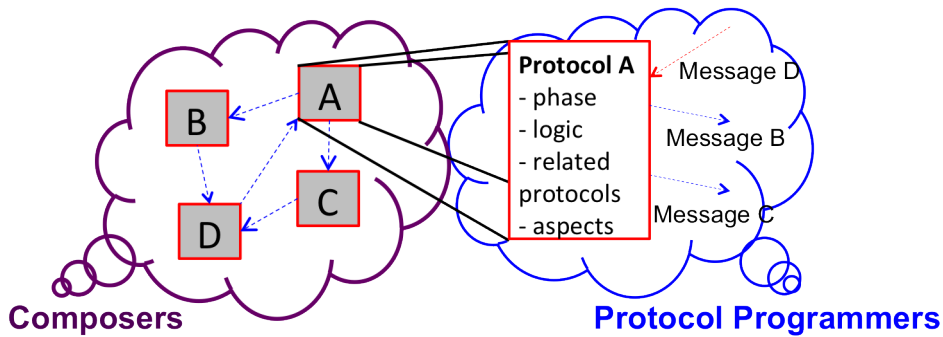 A
B
C
D
Protocol A
- phase
- logic
- related
protocols
- aspects
Message D
Message B
Message C
Composers
Protocol Programmers